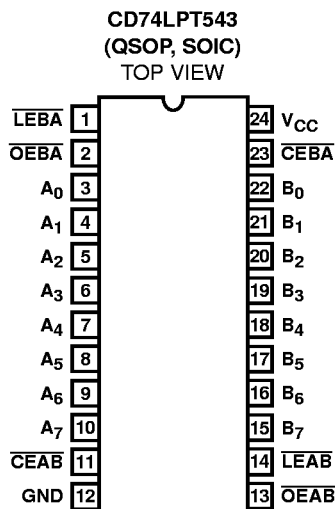 CD74LPT543
(QSOP, SOIC)
TOP VIEW
LEBA 1 24 VCC
OEBA 2 23 CEBA
A0 3 22 B0
A1 4 21 B1
A2 5 20 B2
A3 6 19 B3
A4 7 18 B4
A5 8 17 B5
A6 9 16 B6
A7 10 15 B7
CEAB 11 14 LEAB
GND 12 13 OEAB